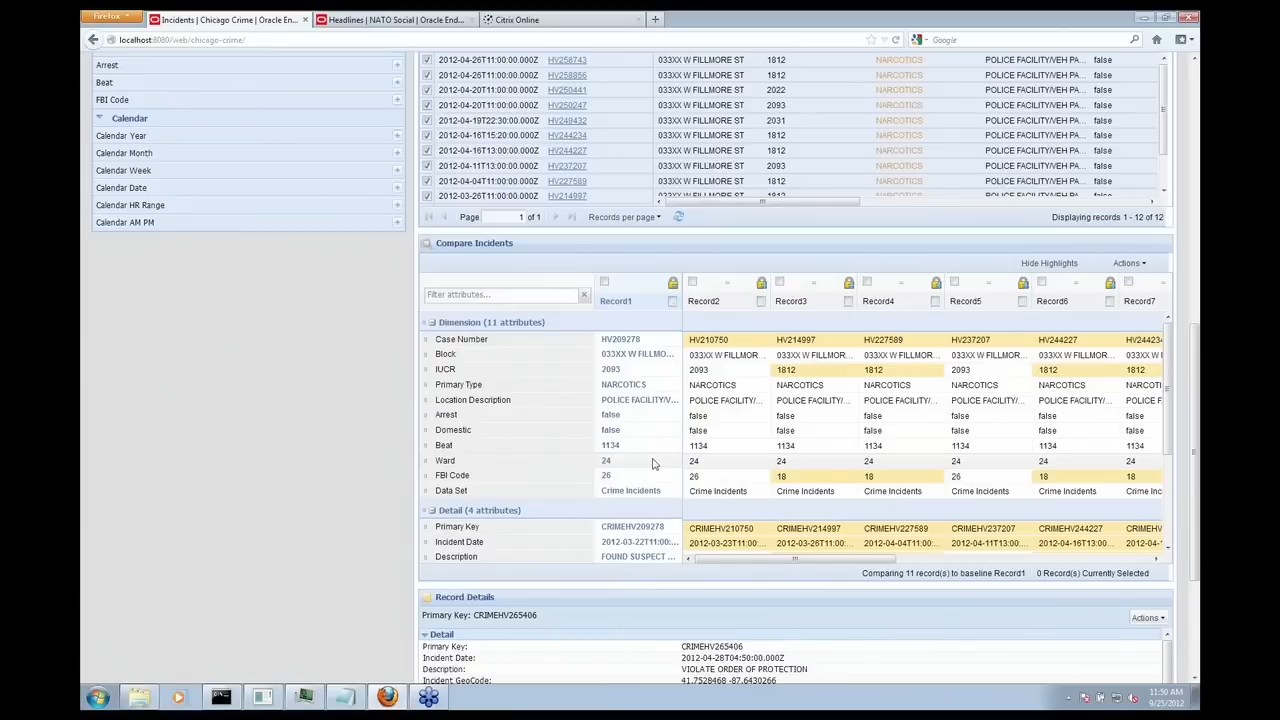 Firefox
Incidents | Chicago Crime | Oracle En...
Headlines | NATO Social | Oracle End...
Citrix Online
localhost:8080/web/chicago-crime/
Google
Arrest
Beat
FBI Code
Calendar
Calendar Year
Calendar Month
Calendar Week
Calendar Date
Calendar HR Range
Calendar AM PM
2012-04-28T11:00:00.000Z HV258743 033XX W FILLMORE ST 1812 NARCOTICS POLICE FACILITY/VEH PA... false
2012-04-26T11:00:00.000Z HV258856 033XX W FILLMORE ST 1812 NARCOTICS POLICE FACILITY/VEH PA... false
2012-04-20T11:00:00.000Z HV250441 033XX W FILLMORE ST 2022 NARCOTICS POLICE FACILITY/VEH PA... false
2012-04-20T11:00:00.000Z HV250247 033XX W FILLMORE ST 2093 NARCOTICS POLICE FACILITY/VEH PA... false
2012-04-19T22:30:00.000Z HV249432 033XX W FILLMORE ST 2031 NARCOTICS POLICE FACILITY/VEH PA... false
2012-04-16T15:20:00.000Z HV244234 033XX W FILLMORE ST 1812 NARCOTICS POLICE FACILITY/VEH PA... false
2012-04-16T13:00:00.000Z HV244227 033XX W FILLMORE ST 1812 NARCOTICS POLICE FACILITY/VEH PA... false
2012-04-11T13:00:00.000Z HV237207 033XX W FILLMORE ST 2093 NARCOTICS POLICE FACILITY/VEH PA... false
2012-04-04T11:00:00.000Z HV227589 033XX W FILLMORE ST 1812 NARCOTICS POLICE FACILITY/VEH PA... false
2012-03-26T11:00:00.000Z HV214997 033XX W FILLMORE ST 1812 NARCOTICS POLICE FACILITY/VEH PA... false
Page 1 of 1 Records per page Displaying records 1 - 12 of 12
Compare Incidents
Hide Highlights Actions
Filter attributes...
Record1 Record2 Record3 Record4 Record5 Record6 Record7
Dimension (11 attributes)
Case Number HV209278 HV210750 HV214997 HV227589 HV237207 HV244227 HV244234
Block 033XX W FILLMO... 033XX W FILLMOR... 033XX W FILLMOR... 033XX W FILLMOR... 033XX W FILLMOR... 033XX W FILLMOR... 033XX W
IUCR 2093 2093 1812 1812 2093 1812 1812
Primary Type NARCOTICS NARCOTICS NARCOTICS NARCOTICS NARCOTICS NARCOTICS NARCOTI
Location Description POLICE FACILITY/V... POLICE FACILITY/... POLICE FACILITY/... POLICE FACILITY/... POLICE FACILITY/... POLICE FACILITY/... POLICE F
Arrest false false false false false false false
Domestic false false false false false false false
Beat 1134 1134 1134 1134 1134 1134 1134
Ward 24 24 24 24 24 24 24
FBI Code 26 26 18 18 26 18 18
Data Set Crime Incidents Crime Incidents Crime Incidents Crime Incidents Crime Incidents Crime Incidents Crime Inc
Detail (4 attributes)
Primary Key CRIMEHV209278 CRIMEHV210750 CRIMEHV214997 CRIMEHV227589 CRIMEHV237207 CRIMEHV244227 CRIMEHV
Incident Date 2012-03-22T11:00:... 2012-03-23T11:00:... 2012-03-26T11:00:... 2012-04-04T11:00:... 2012-04-11T13:00:... 2012-04-16T13:00:... 2012-04-
Description FOUND SUSPECT ...
Comparing 11 record(s) to baseline Record1 0 Record(s) Currently Selected
Record Details
Primary Key: CRIMEHV265406
Actions
Detail
Primary Key: CRIMEHV265406
Incident Date: 2012-04-28T04:50:00.000Z
Description: VIOLATE ORDER OF PROTECTION
Incident GeoCode: 41.7528468 -87.6430266
11:50 AM
9/25/2012